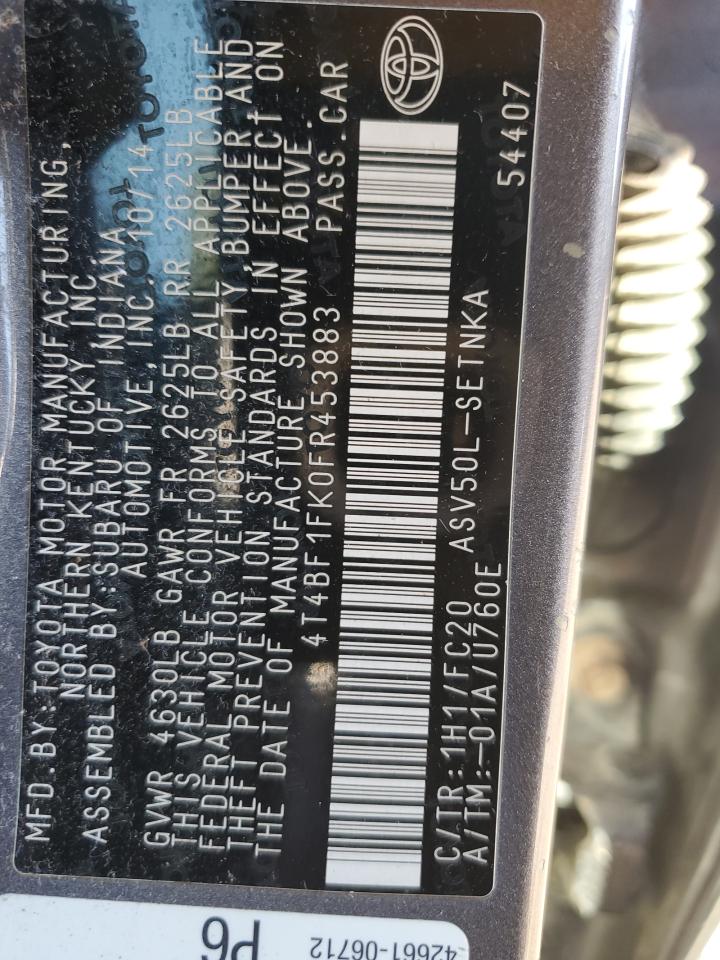 MFD.BY:TOYOTA MOTOR MANUFACTURING,
NORTHERN KENTUCKY INC.
ASSEMBLED BY:SUBARU OF INDIANA
AUTOMOTIVE,INC. 10/14
GVWR 4630LB GAWR FR 2625LB RR 2625LB
THIS VEHICLE CONFORMS TO ALL APPLICABLE
FEDERAL MOTOR VEHICLE SAFETY,BUMPER AND
THEFT PREVENTION STANDARDS IN EFFECT ON
THE DATE OF MANUFACTURE SHOWN ABOVE.
4T4BF1FK0FR453883 PASS.CAR
C/TR:1H1/FC20 ASV50L-SETNKA 54407
A/TM:-01A/U760E
P6
42661-06712